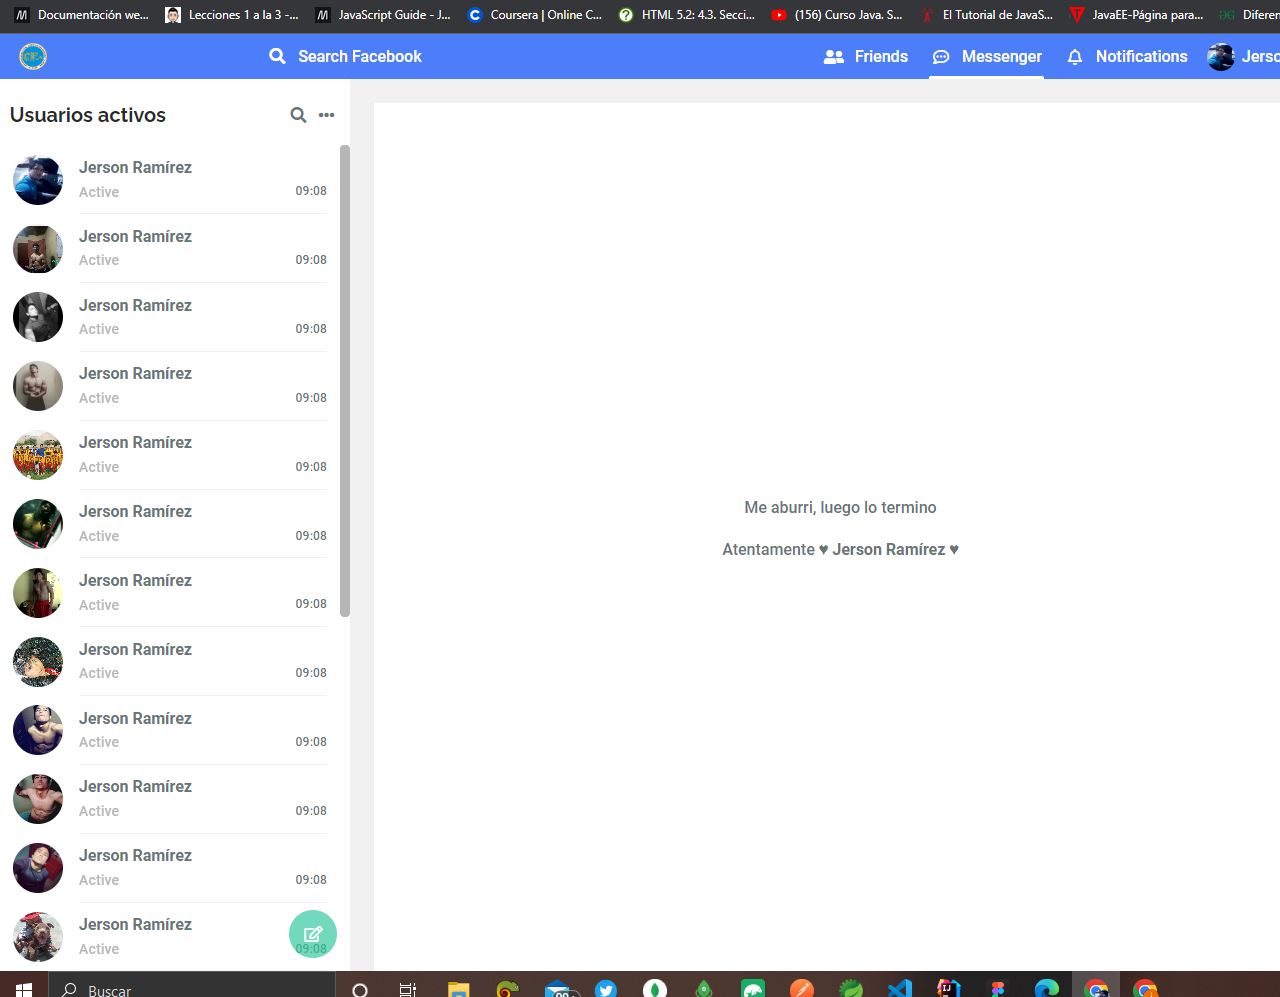 Documentación we...
Lecciones 1 a la 3 -...
JavaScript Guide - J...
Coursera | Online C...
HTML 5.2: 4.3. Secci...
(156) Curso Java. S...
El Tutorial de JavaS...
JavaEE-Página para...
Diferen
Search Facebook
Friends
Messenger
Notifications
Jerso
Usuarios activos
Jerson Ramírez
Active 09:08
Jerson Ramírez
Active 09:08
Jerson Ramírez
Active 09:08
Jerson Ramírez
Active 09:08
Jerson Ramírez
Active 09:08
Jerson Ramírez
Active 09:08
Jerson Ramírez
Active 09:08
Jerson Ramírez
Active 09:08
Jerson Ramírez
Active 09:08
Jerson Ramírez
Active 09:08
Jerson Ramírez
Active 09:08
Jerson Ramírez
Active 09:08
Me aburri, luego lo termino
Atentamente ♥ Jerson Ramírez ♥
Buscar